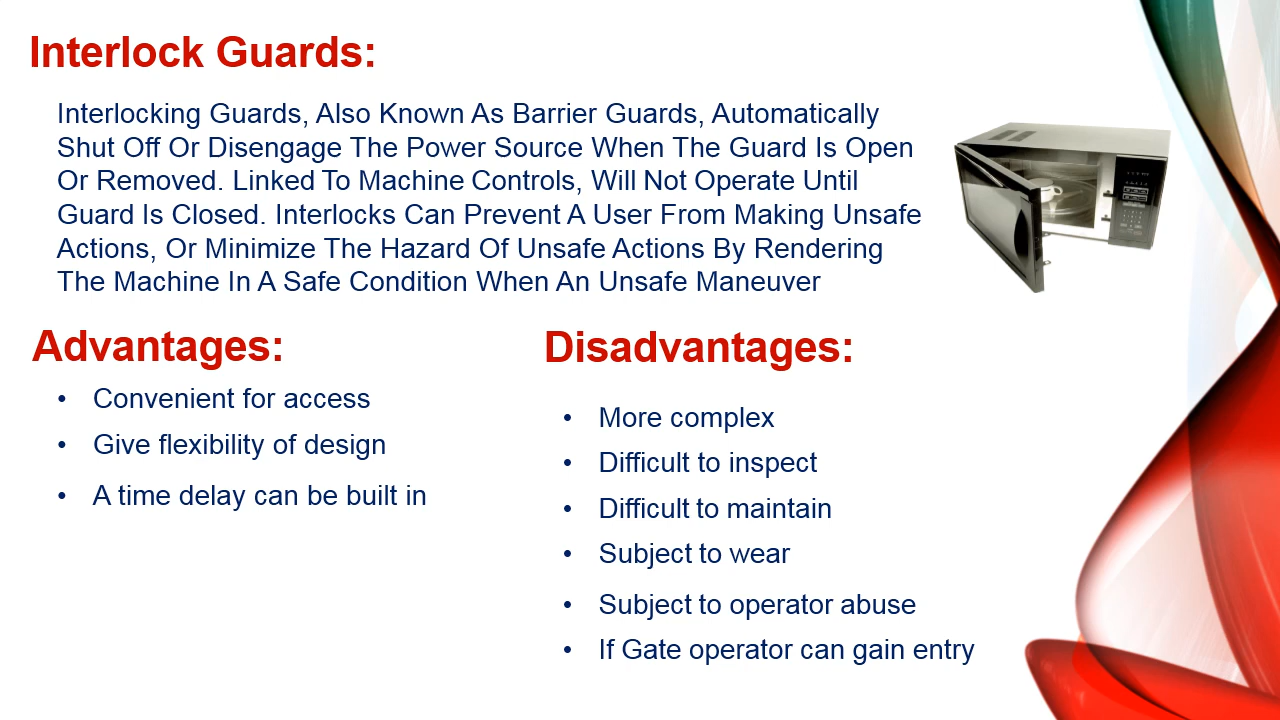 Interlock Guards:
Interlocking Guards, Also Known As Barrier Guards, Automatically
Shut Off Or Disengage The Power Source When The Guard Is Open
Or Removed. Linked To Machine Controls, Will Not Operate Until
Guard Is Closed. Interlocks Can Prevent A User From Making Unsafe
Actions, Or Minimize The Hazard Of Unsafe Actions By Rendering
The Machine In A Safe Condition When An Unsafe Maneuver
Advantages:
• Convenient for access
• Give flexibility of design
• A time delay can be built in
Disadvantages:
• More complex
• Difficult to inspect
• Difficult to maintain
• Subject to wear
• Subject to operator abuse
• If Gate operator can gain entry